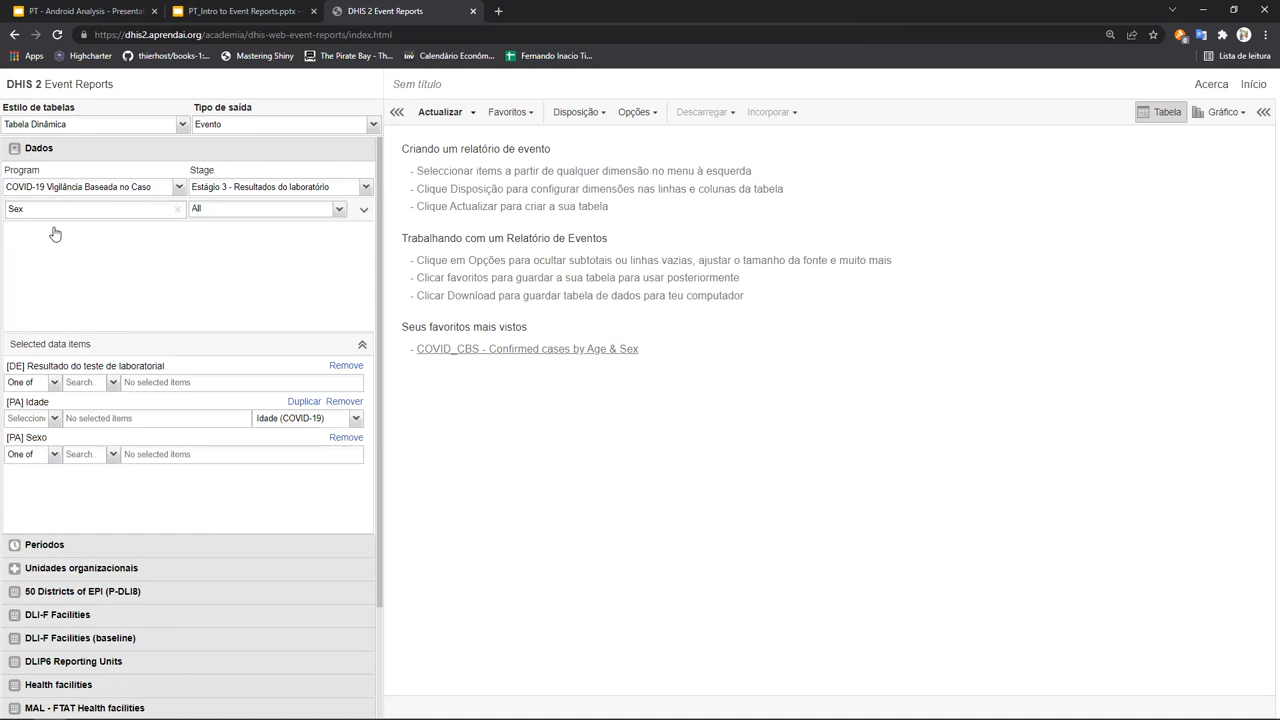 PT - Android Analysis - Presentat
PT_Intro to Event Reports.pptx -
DHIS 2 Event Reports
https://dhis2.aprendai.org/academia/dhis-web-event-reports/index.html
Apps
Highcharter
thierhost/books-1:...
Mastering Shiny
The Pirate Bay - Th...
Calendário Econôm...
Fernando Inacio Ti...
Lista de leitura
DHIS 2 Event Reports
Sem título
Acerca
Início
Estilo de tabelas
Tipo de saída
Tabela Dinâmica
Evento
Actualizar
Favoritos
Disposição
Opções
Descarregar
Incorporar
Tabela
Gráfico
Dados
Program
Stage
COVID-19 Vigilância Baseada no Caso
Estágio 3 - Resultados do laboratório
Sex
All
Criando um relatório de evento
- Seleccionar items a partir de qualquer dimensão no menu à esquerda
- Clique Disposição para configurar dimensões nas linhas e colunas da tabela
- Clique Actualizar para criar a sua tabela
Trabalhando com um Relatório de Eventos
- Clique em Opções para ocultar subtotais ou linhas vazias, ajustar o tamanho da fonte e muito mais
- Clicar favoritos para guardar a sua tabela para usar posteriormente
- Clicar Download para guardar tabela de dados para teu computador
Seus favoritos mais vistos
- COVID_CBS - Confirmed cases by Age & Sex
Selected data items
[DE] Resultado do teste de laboratorial
Remove
One of
Search..
No selected items
[PA] Idade
Duplicar
Remover
Seleccion
No selected items
Idade (COVID-19)
[PA] Sexo
Remove
One of
Search..
No selected items
Períodos
Unidades organizacionais
50 Districts of EPI (P-DLI8)
DLI-F Facilities
DLI-F Facilities (baseline)
DLIP6 Reporting Units
Health facilities
MAL - FTAT Health facilities